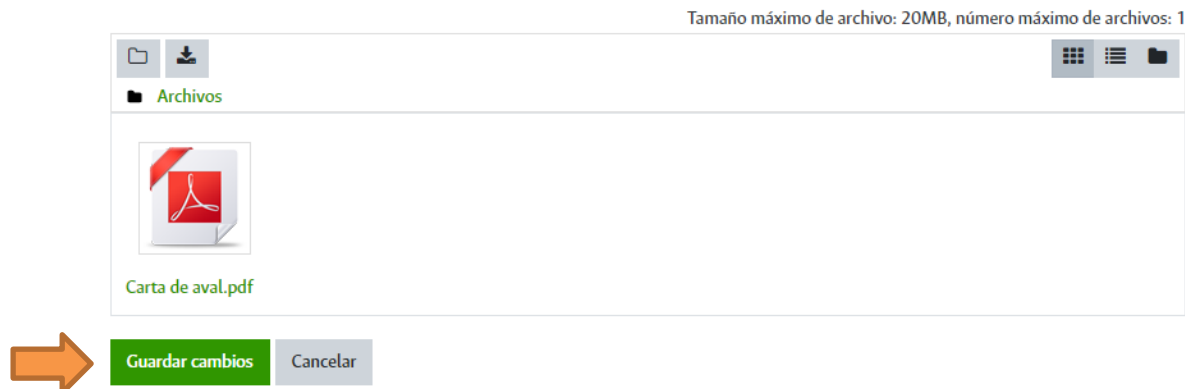 Tamaño máximo de archivo: 20MB, número máximo de archivos: 1
Archivos
Carta de aval.pdf
Guardar cambios Cancelar